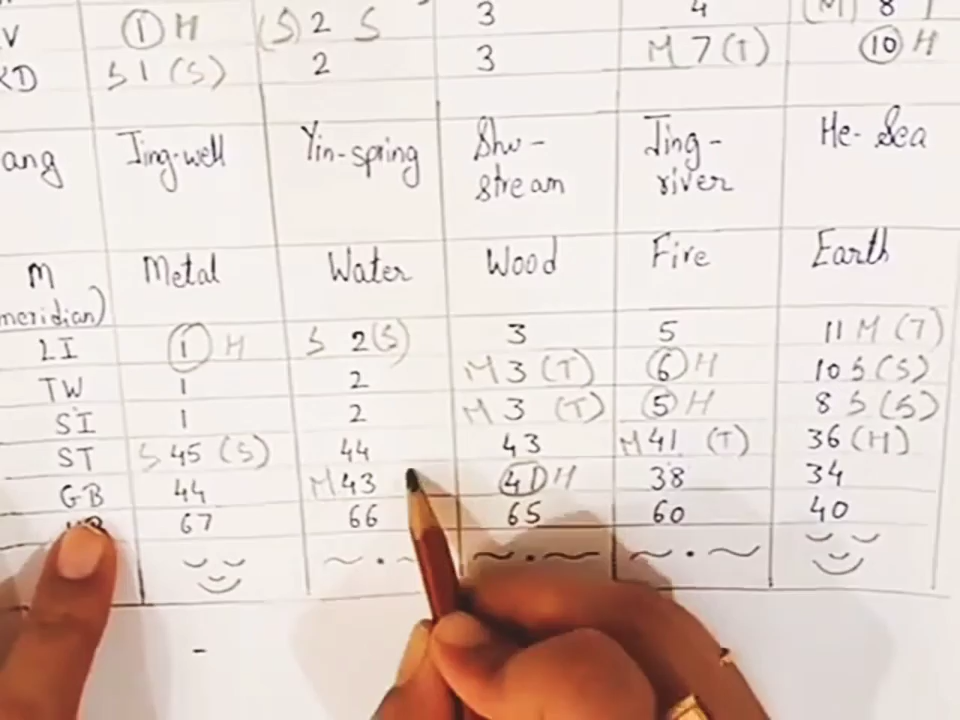 3 4 (M) 8
V ① H (S) 2 S 3 M 7 (T) ⑩ H
KD S 1 (S) 2 3
ang Jing-well Yin-spring Shu-stream Jing-river He-Sea
M (meridian) Metal Water Wood Fire Earth
LI ① H S 2 (S) 3 5 11 M (T)
TW 1 2 M 3 (T) ⑥ H 10 S (S)
SI 1 2 M 3 (T) ⑤ H 8 S (S)
ST S 45 (S) 44 43 M 41 (T) 36 (H)
GB 44 M 43 41 H 38 34
67 66 65 60 40